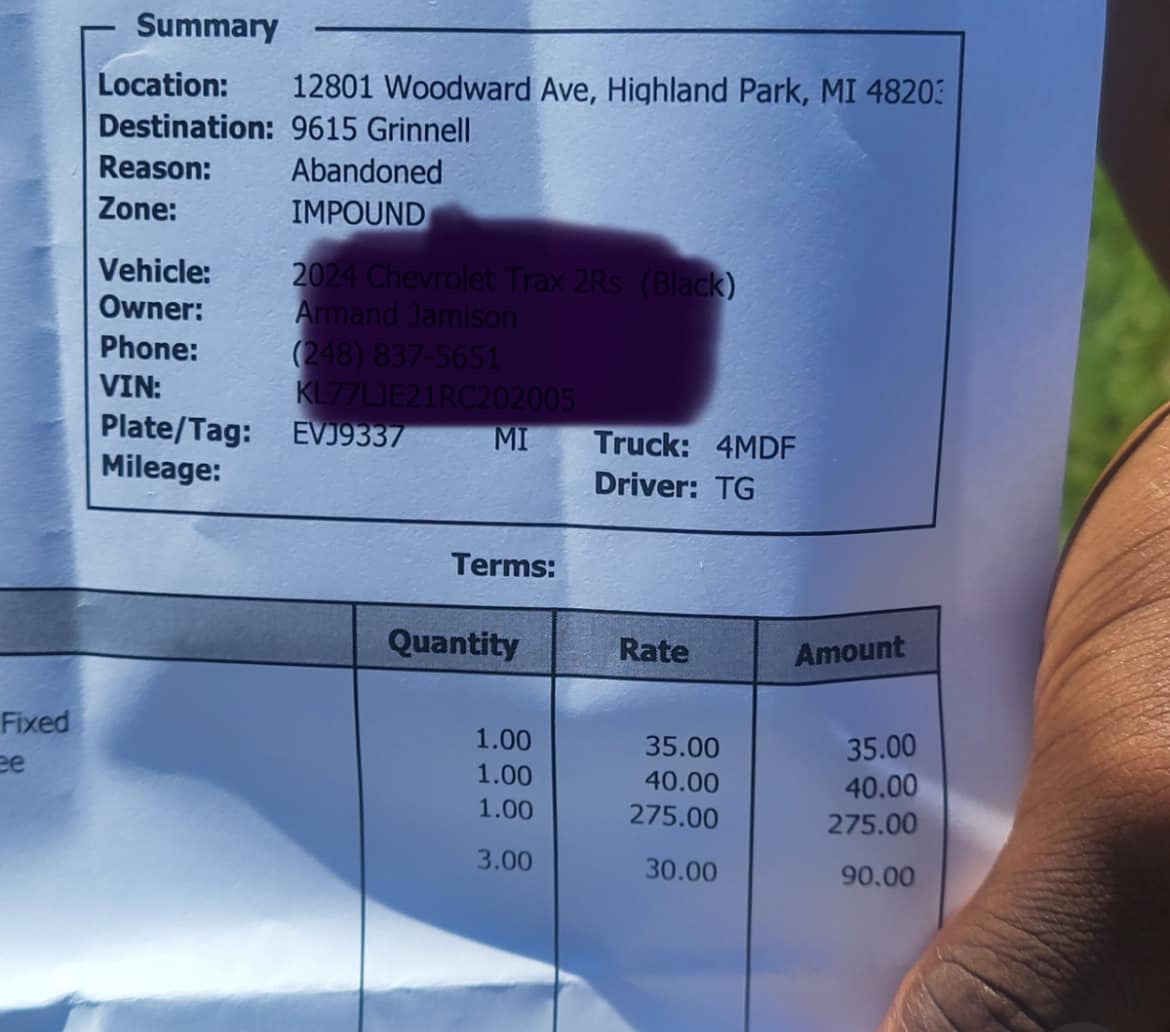 Summary
Location: 12801 Woodward Ave, Highland Park, MI
Destination: 9615 Grinnell
Reason: Abandoned
Zone: IMPOUND
Vehicle:
Owner:
Phone:
VIN:
Plate/Tag: EVJ9337 MI Truck: 4MDF
Mileage: Driver: TG
Terms:
Quantity Rate Amount
Fixed 1.00 35.00 35.00
ee 1.00 40.00 40.00
1.00 275.00 275.00
3.00 30.00 90.00